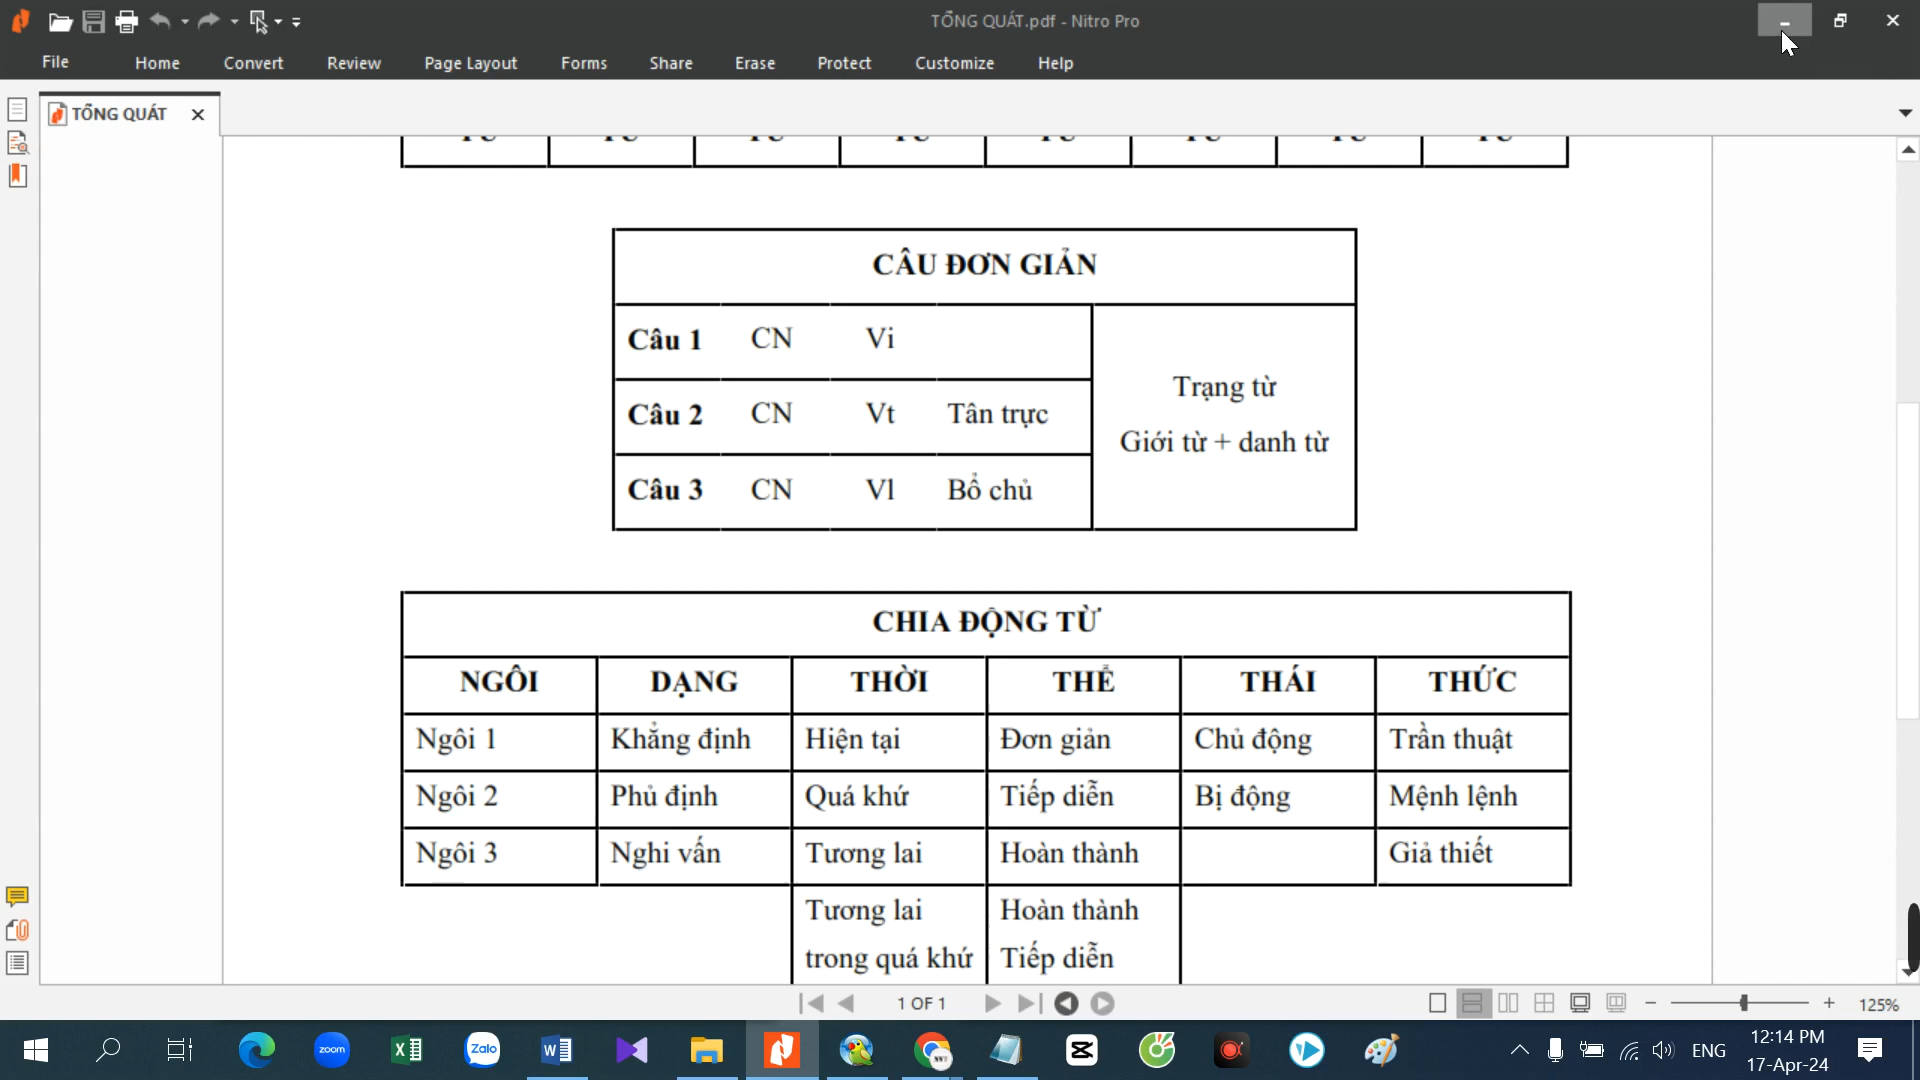 TỔNG QUÁT.pdf - Nitro Pro
File Home Convert Review Page Layout Forms Share Erase Protect Customize Help
TỔNG QUÁT
CÂU ĐƠN GIẢN
Câu 1 CN Vi
Câu 2 CN Vt Tân trực
Câu 3 CN Vl Bổ chủ
Trạng từ
Giới từ + danh từ
CHIA ĐỘNG TỪ
NGÔI DẠNG THỜI THỂ THÁI THỨC
Ngôi 1 Khẳng định Hiện tại Đơn giản Chủ động Trần thuật
Ngôi 2 Phủ định Quá khứ Tiếp diễn Bị động Mệnh lệnh
Ngôi 3 Nghi vấn Tương lai Hoàn thành Giả thiết
Tương lai Hoàn thành
trong quá khứ Tiếp diễn
1 OF 1
125%
zoom
Zalo
ENG
12:14 PM
17-Apr-24